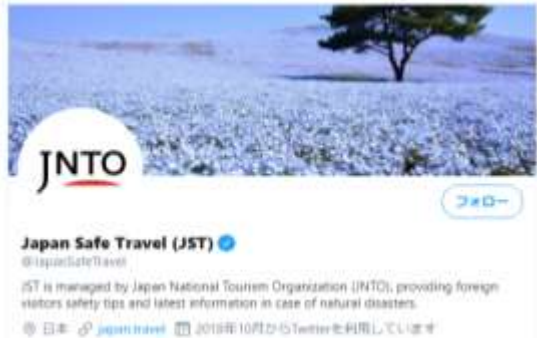 JNTO
フォロー
Japan Safe Travel (JST)
@JapanSafeTravel
JST is managed by Japan National Tourism Organization (JNTO), providing foreign
visitors safety tips and latest information in case of natural disasters.
日本 japan.travel 2018年10月からTwitterを利用しています